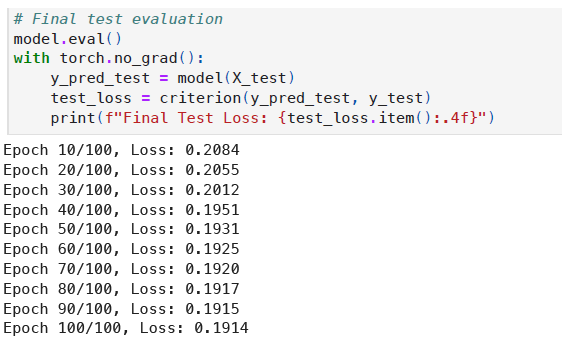 # Final test evaluation
model.eval()
with torch.no_grad():
    y_pred_test = model(X_test)
    test_loss = criterion(y_pred_test, y_test)
    print(f"Final Test Loss: {test_loss.item():.4f}")
Epoch 10/100, Loss: 0.2084
Epoch 20/100, Loss: 0.2055
Epoch 30/100, Loss: 0.2012
Epoch 40/100, Loss: 0.1951
Epoch 50/100, Loss: 0.1931
Epoch 60/100, Loss: 0.1925
Epoch 70/100, Loss: 0.1920
Epoch 80/100, Loss: 0.1917
Epoch 90/100, Loss: 0.1915
Epoch 100/100, Loss: 0.1914